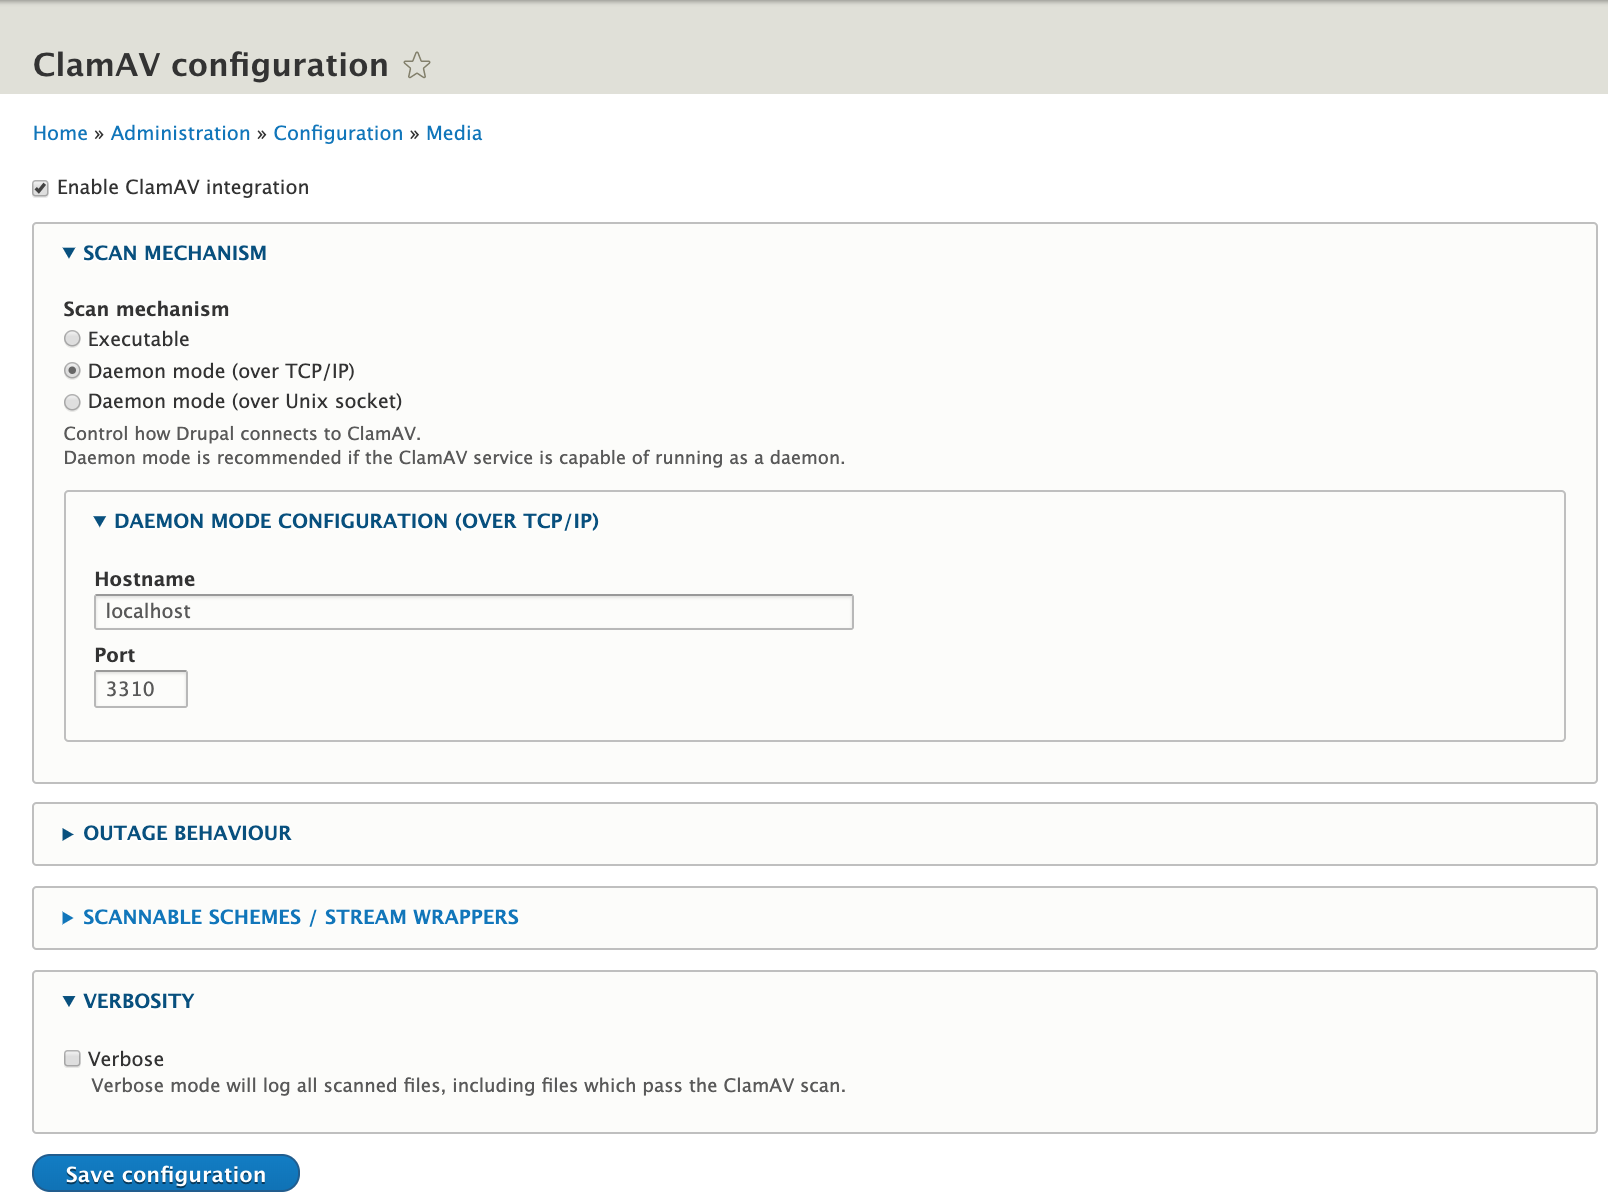 ClamAV configuration
Home » Administration » Configuration » Media
Enable ClamAV integration
SCAN MECHANISM
Scan mechanism
Executable
Daemon mode (over TCP/IP)
Daemon mode (over Unix socket)
Control how Drupal connects to ClamAV.
Daemon mode is recommended if the ClamAV service is capable of running as a daemon.
DAEMON MODE CONFIGURATION (OVER TCP/IP)
Hostname
localhost
Port
3310
OUTAGE BEHAVIOUR
SCANNABLE SCHEMES / STREAM WRAPPERS
VERBOSITY
Verbose
Verbose mode will log all scanned files, including files which pass the ClamAV scan.
Save configuration